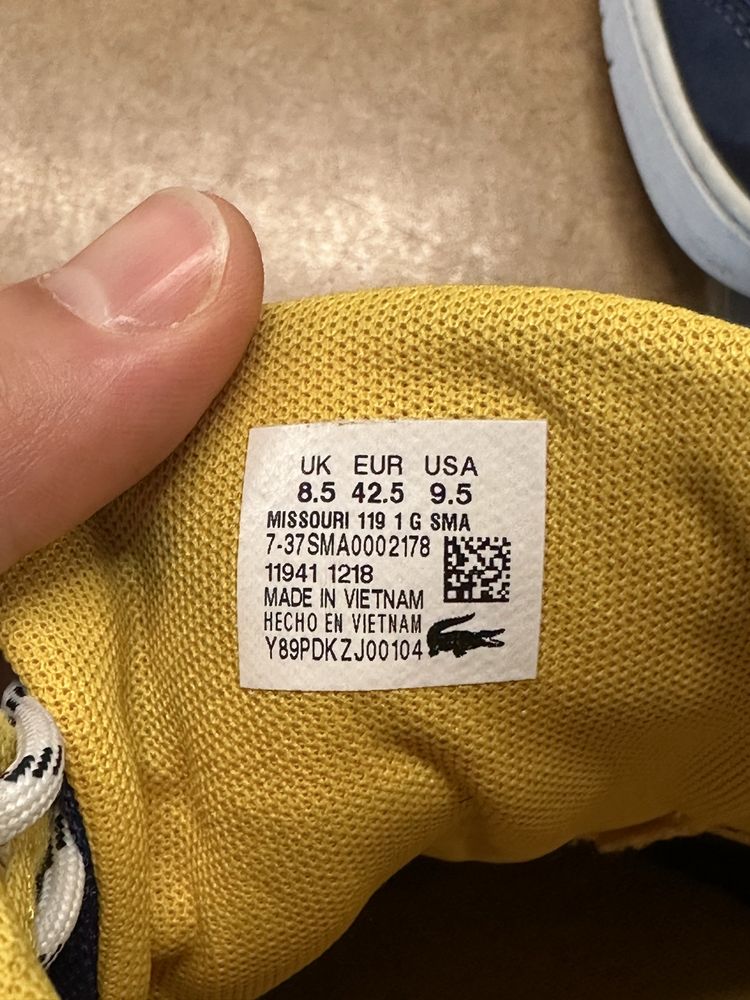 UK EUR USA
8.5 42.5 9.5
MISSOURI 119 1 G SMA
7-37SMA0002178
11941 1218
MADE IN VIETNAM
HECHO EN VIETNAM
Y89PDKZJ00104